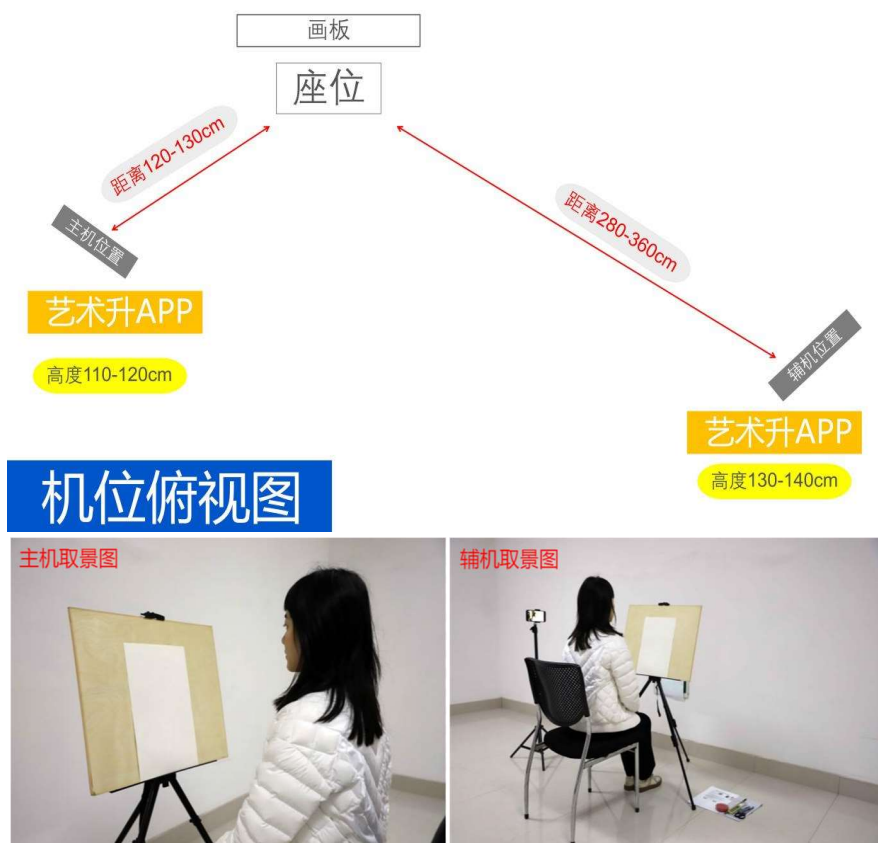 画板
座位
距离120-130cm
距离280-360cm
主机位置
艺术升APP
高度110-120cm
辅机位置
艺术升APP
高度130-140cm
机位俯视图
主机取景图
辅机取景图